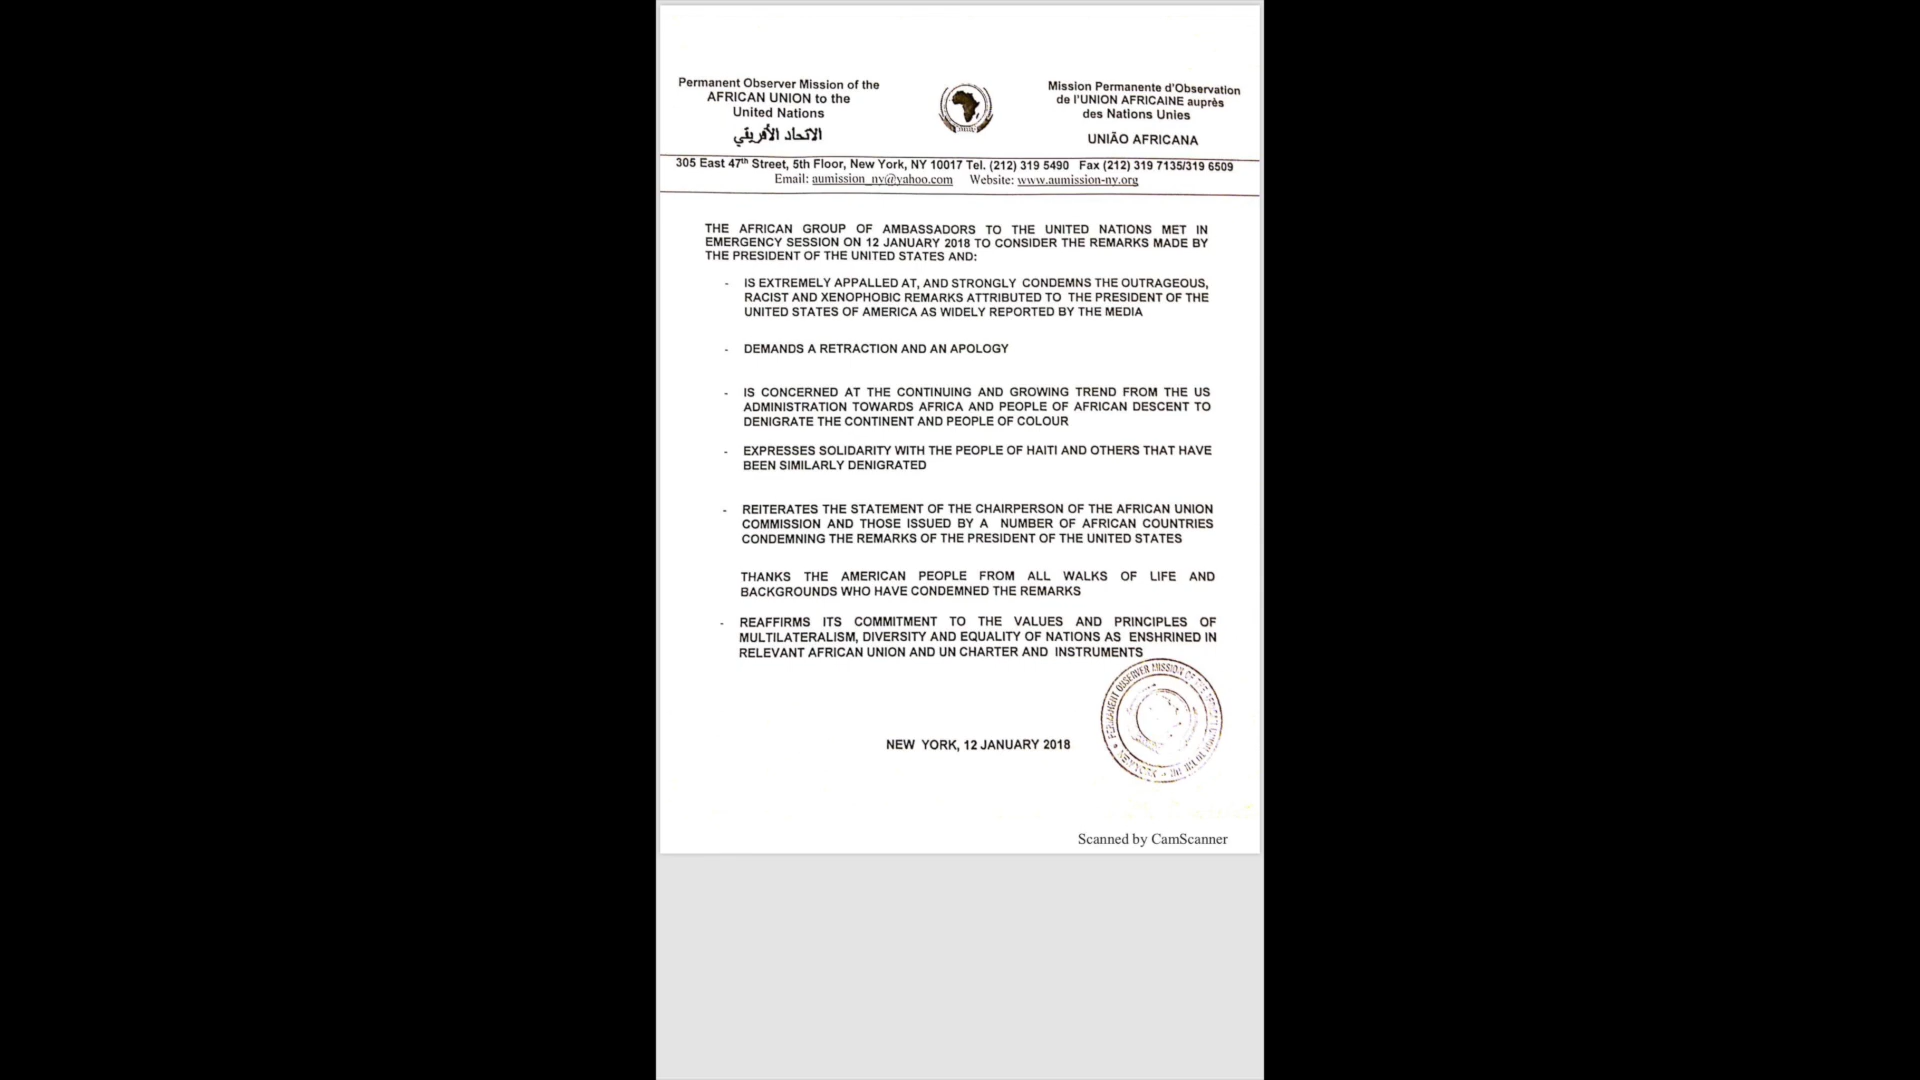 Permanent Observer Mission of the
AFRICAN UNION to the
United Nations
الاتحاد الأفريقي
Mission Permanente d'Observation
de l'UNION AFRICAINE auprès
des Nations Unies
UNIÃO AFRICANA
305 East 47th Street, 5th Floor, New York, NY 10017 Tel. (212) 319 5490 Fax (212) 319 7135/319 6509
Email: aumission_ny@yahoo.com Website: www.aumission-ny.org
THE AFRICAN GROUP OF AMBASSADORS TO THE UNITED NATIONS MET IN
EMERGENCY SESSION ON 12 JANUARY 2018 TO CONSIDER THE REMARKS MADE BY
THE PRESIDENT OF THE UNITED STATES AND:
- IS EXTREMELY APPALLED AT, AND STRONGLY CONDEMNS THE OUTRAGEOUS,
RACIST AND XENOPHOBIC REMARKS ATTRIBUTED TO THE PRESIDENT OF THE
UNITED STATES OF AMERICA AS WIDELY REPORTED BY THE MEDIA
- DEMANDS A RETRACTION AND AN APOLOGY
- IS CONCERNED AT THE CONTINUING AND GROWING TREND FROM THE US
ADMINISTRATION TOWARDS AFRICA AND PEOPLE OF AFRICAN DESCENT TO
DENIGRATE THE CONTINENT AND PEOPLE OF COLOUR
- EXPRESSES SOLIDARITY WITH THE PEOPLE OF HAITI AND OTHERS THAT HAVE
BEEN SIMILARLY DENIGRATED
- REITERATES THE STATEMENT OF THE CHAIRPERSON OF THE AFRICAN UNION
COMMISSION AND THOSE ISSUED BY A NUMBER OF AFRICAN COUNTRIES
CONDEMNING THE REMARKS OF THE PRESIDENT OF THE UNITED STATES
THANKS THE AMERICAN PEOPLE FROM ALL WALKS OF LIFE AND
BACKGROUNDS WHO HAVE CONDEMNED THE REMARKS
- REAFFIRMS ITS COMMITMENT TO THE VALUES AND PRINCIPLES OF
MULTILATERALISM, DIVERSITY AND EQUALITY OF NATIONS AS ENSHRINED IN
RELEVANT AFRICAN UNION AND UN CHARTER AND INSTRUMENTS
PERMANENT OBSERVER MISSION OF THE
NEW YORK
NEW YORK, 12 JANUARY 2018
Scanned by CamScanner